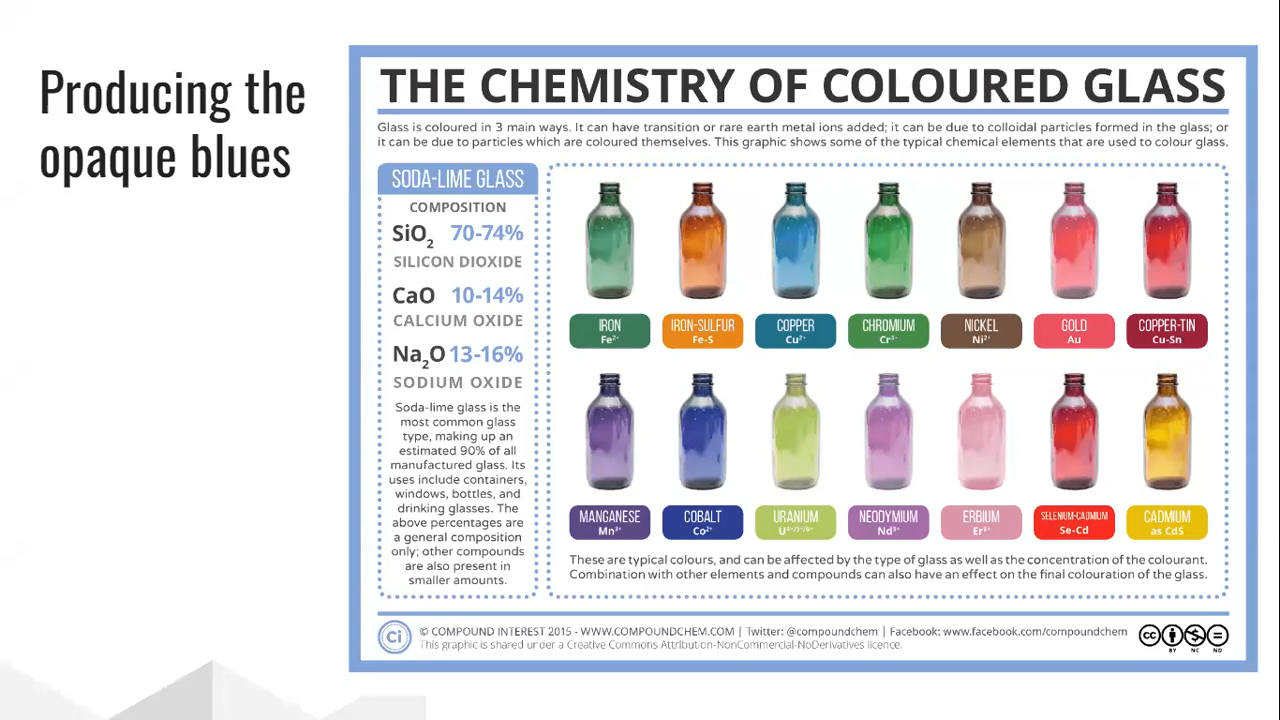 Producing the
opaque blues
THE CHEMISTRY OF COLOURED GLASS
Glass is coloured in 3 main ways. It can have transition or rare earth metal ions added; it can be due to colloidal particles formed in the glass; or
it can be due to particles which are coloured themselves. This graphic shows some of the typical chemical elements that are used to colour glass.
SODA-LIME GLASS
COMPOSITION
SiO2 70-74%
SILICON DIOXIDE
CaO 10-14%
CALCIUM OXIDE
Na2O 13-16%
SODIUM OXIDE
Soda-lime glass is the
most common glass
type, making up an
estimated 90% of all
manufactured glass. Its
uses include containers,
windows, bottles, and
drinking glasses. The
above percentages are
a general composition
only; other compounds
are also present in
smaller amounts.
IRON IRON-SULFUR COPPER CHROMIUM NICKEL GOLD COPPER-TIN
Fe2+ Fe-S Cu2+ Cr3+ Ni2+ Au Cu-Sn
MANGANESE COBALT URANIUM NEODYMIUM ERBIUM SELENIUM-CADMIUM CADMIUM
Mn3+ Co2+ U4+/5+/6+ Nd3+ Er3+ Se-Cd as CdS
These are typical colours, and can be affected by the type of glass as well as the concentration of the colourant.
Combination with other elements and compounds can also have an effect on the final colouration of the glass.
Ci © COMPOUND INTEREST 2015 - WWW.COMPOUNDCHEM.COM | Twitter: @compoundchem | Facebook: www.facebook.com/compoundchem
This graphic is shared under a Creative Commons Attribution-NonCommercial-NoDerivatives licence.
cc
BY NC ND